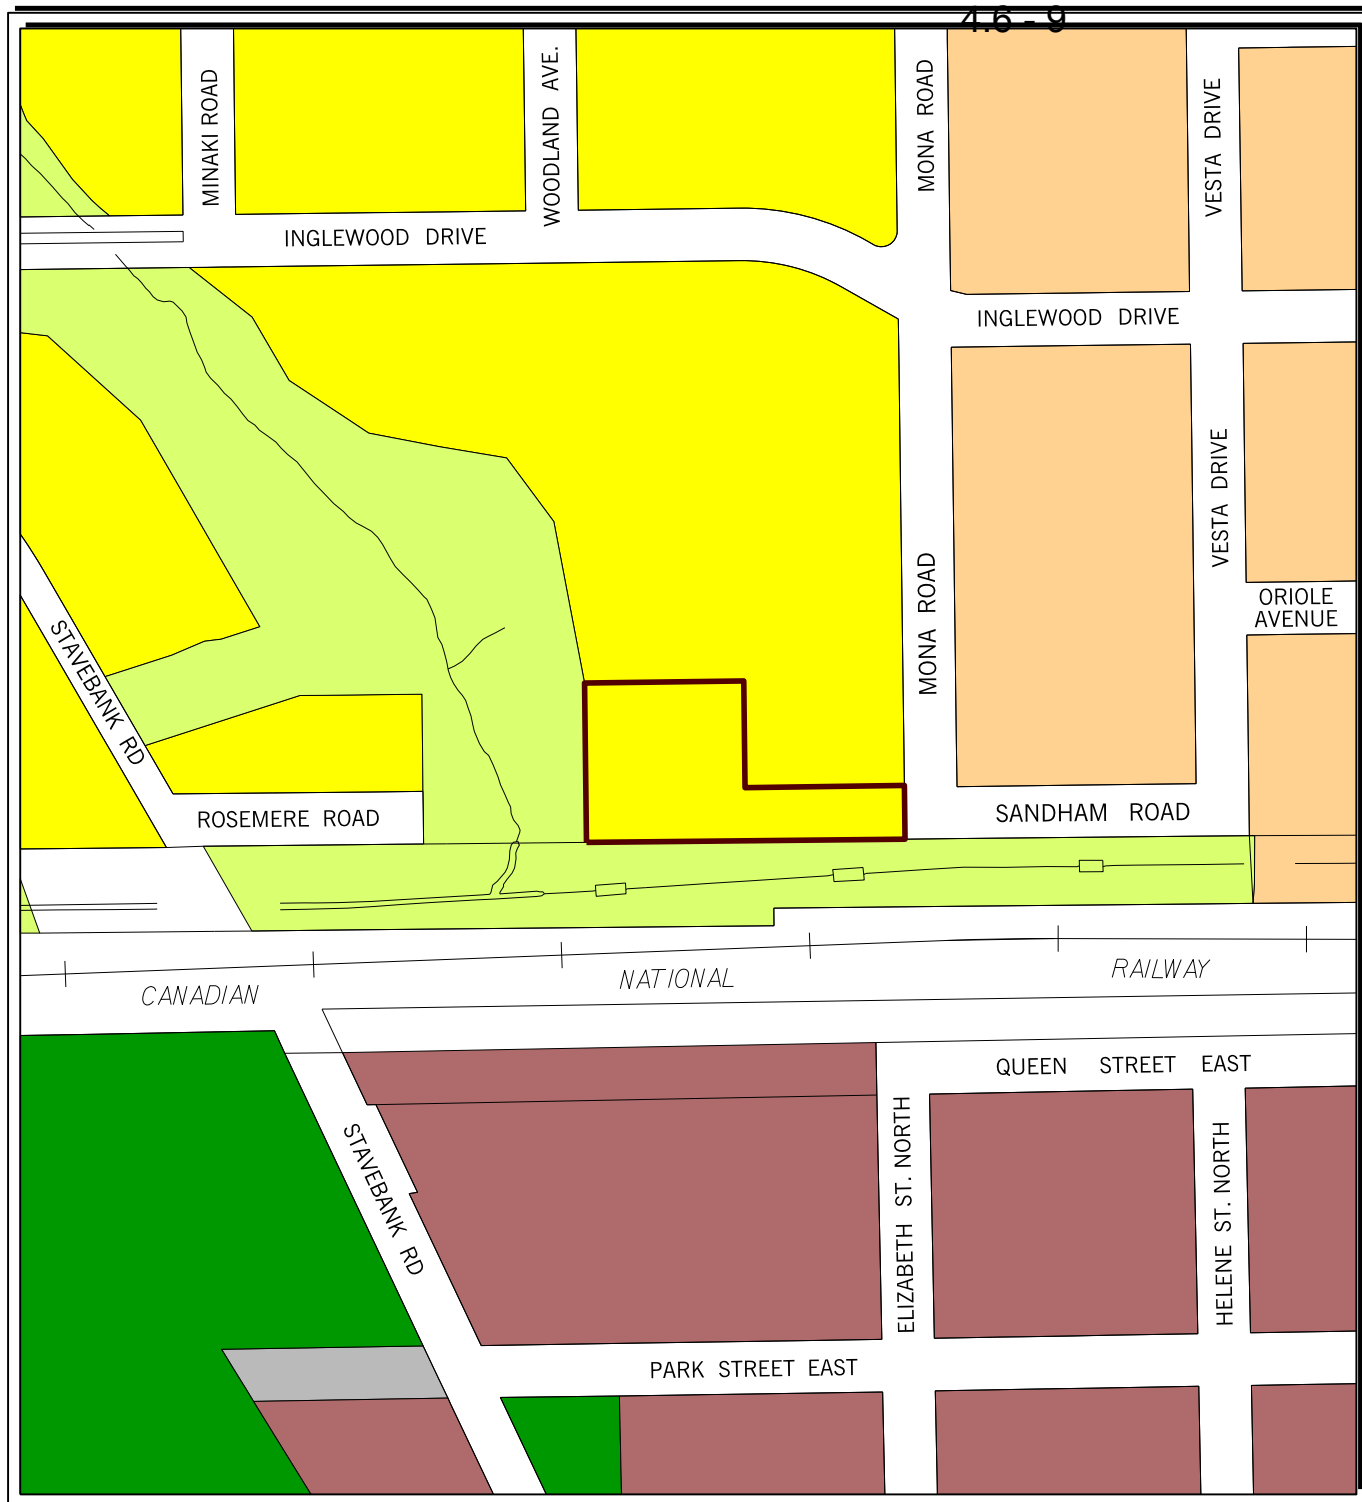 4.6 - 9
MINAKI ROAD
WOODLAND AVE.
MONA ROAD
VESTA DRIVE
INGLEWOOD DRIVE
INGLEWOOD DRIVE
VESTA DRIVE
MONA ROAD
ORIOLE
AVENUE
STAVEBANK RD
ROSEMERE ROAD
SANDHAM ROAD
CANADIAN NATIONAL RAILWAY
QUEEN STREET EAST
STAVEBANK RD
ELIZABETH ST. NORTH
HELENE ST. NORTH
PARK STREET EAST